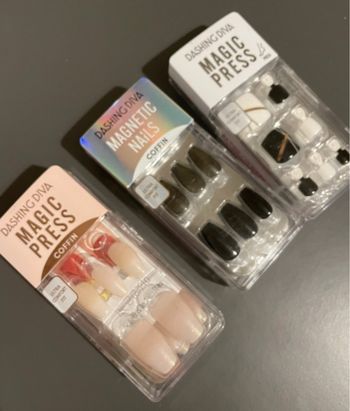 DASHING DIVA
MAGIC
PRESS
COFFIN
DASHING DIVA
MAGNETIC
NAILS
COFFIN
DASHING DIVA
MAGIC
PRESS